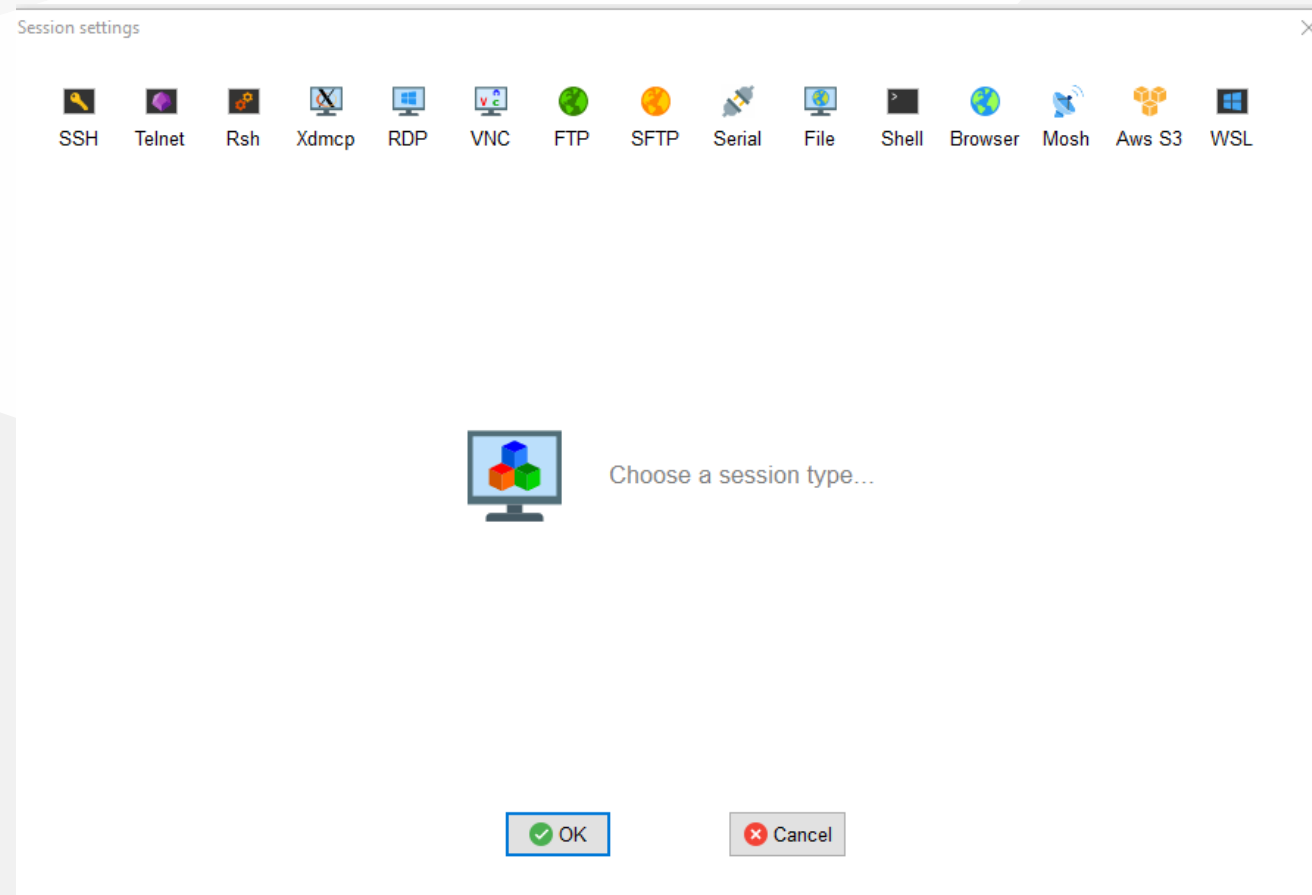 Session settings
SSH Telnet Rsh Xdmcp RDP VNC FTP SFTP Serial File Shell Browser Mosh Aws S3 WSL
Choose a session type...
OK Cancel